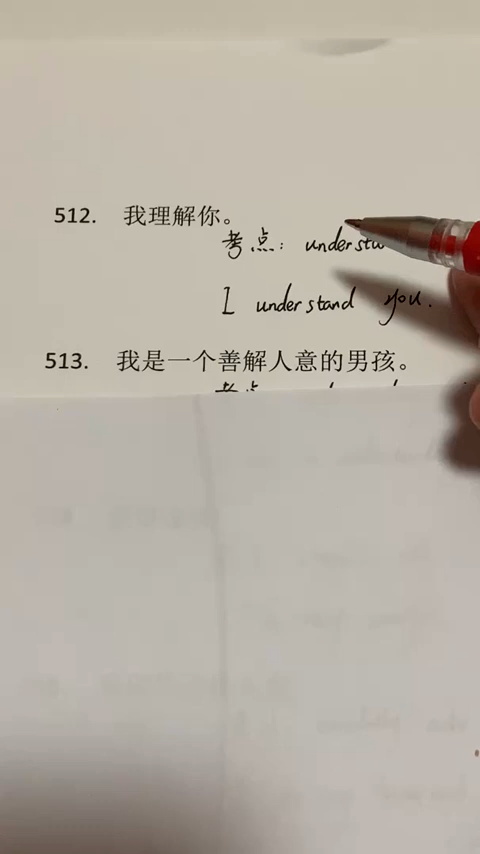 512. 我理解你。
考点：
I understand you.
513. 我是一个善解人意的男孩。